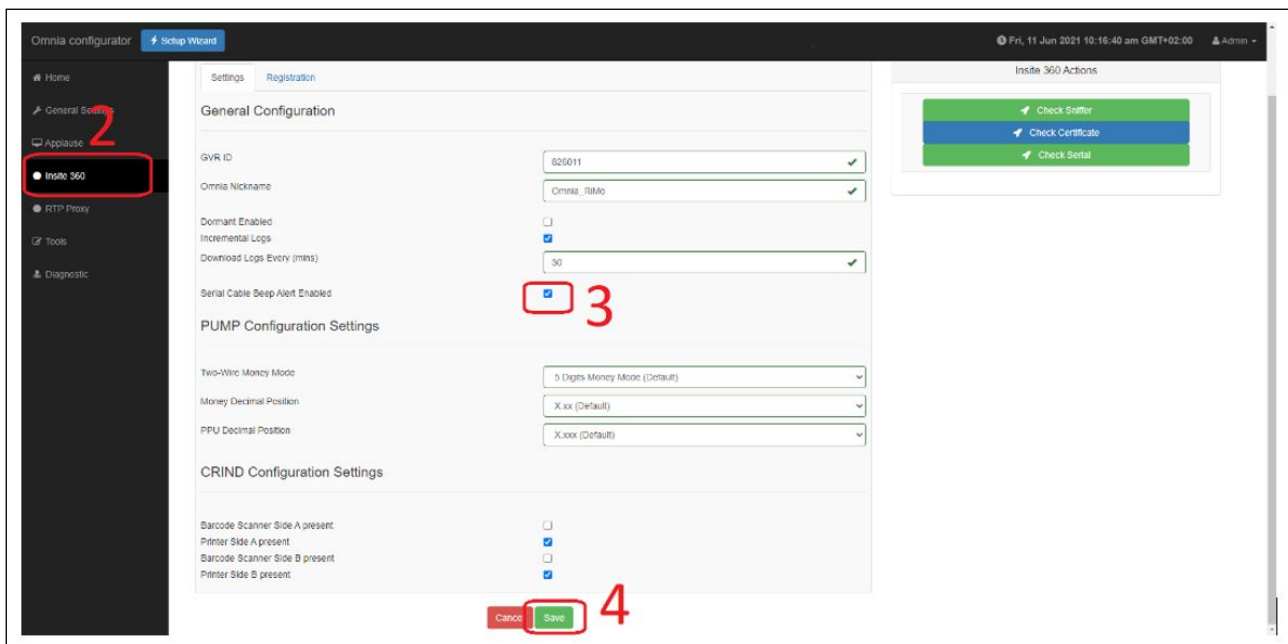 Omnia configurator Setup Wizard Fri, 11 Jun 2021 10:16:40 am GMT+02:00 Admin
Home
General Settings
2
Applause
Insite 360
RTP Proxy
Tools
Diagnostic
Settings Registration
General Configuration
GVR ID 626011
Omnia Nickname Omnia_RiMo
Dormant Enabled
Incremental Logs
Download Logs Every (mins) 30
Serial Cable Beep Alert Enabled 3
PUMP Configuration Settings
Two-Wire Money Mode 5 Digits Money Mode (Default)
Money Decimal Position X.xx (Default)
PPU Decimal Position X.xxx (Default)
CRIND Configuration Settings
Barcode Scanner Side A present
Printer Side A present
Barcode Scanner Side B present
Printer Side B present
Cancel Save 4
Insite 360 Actions
Check Sniffer
Check Certificate
Check Serial